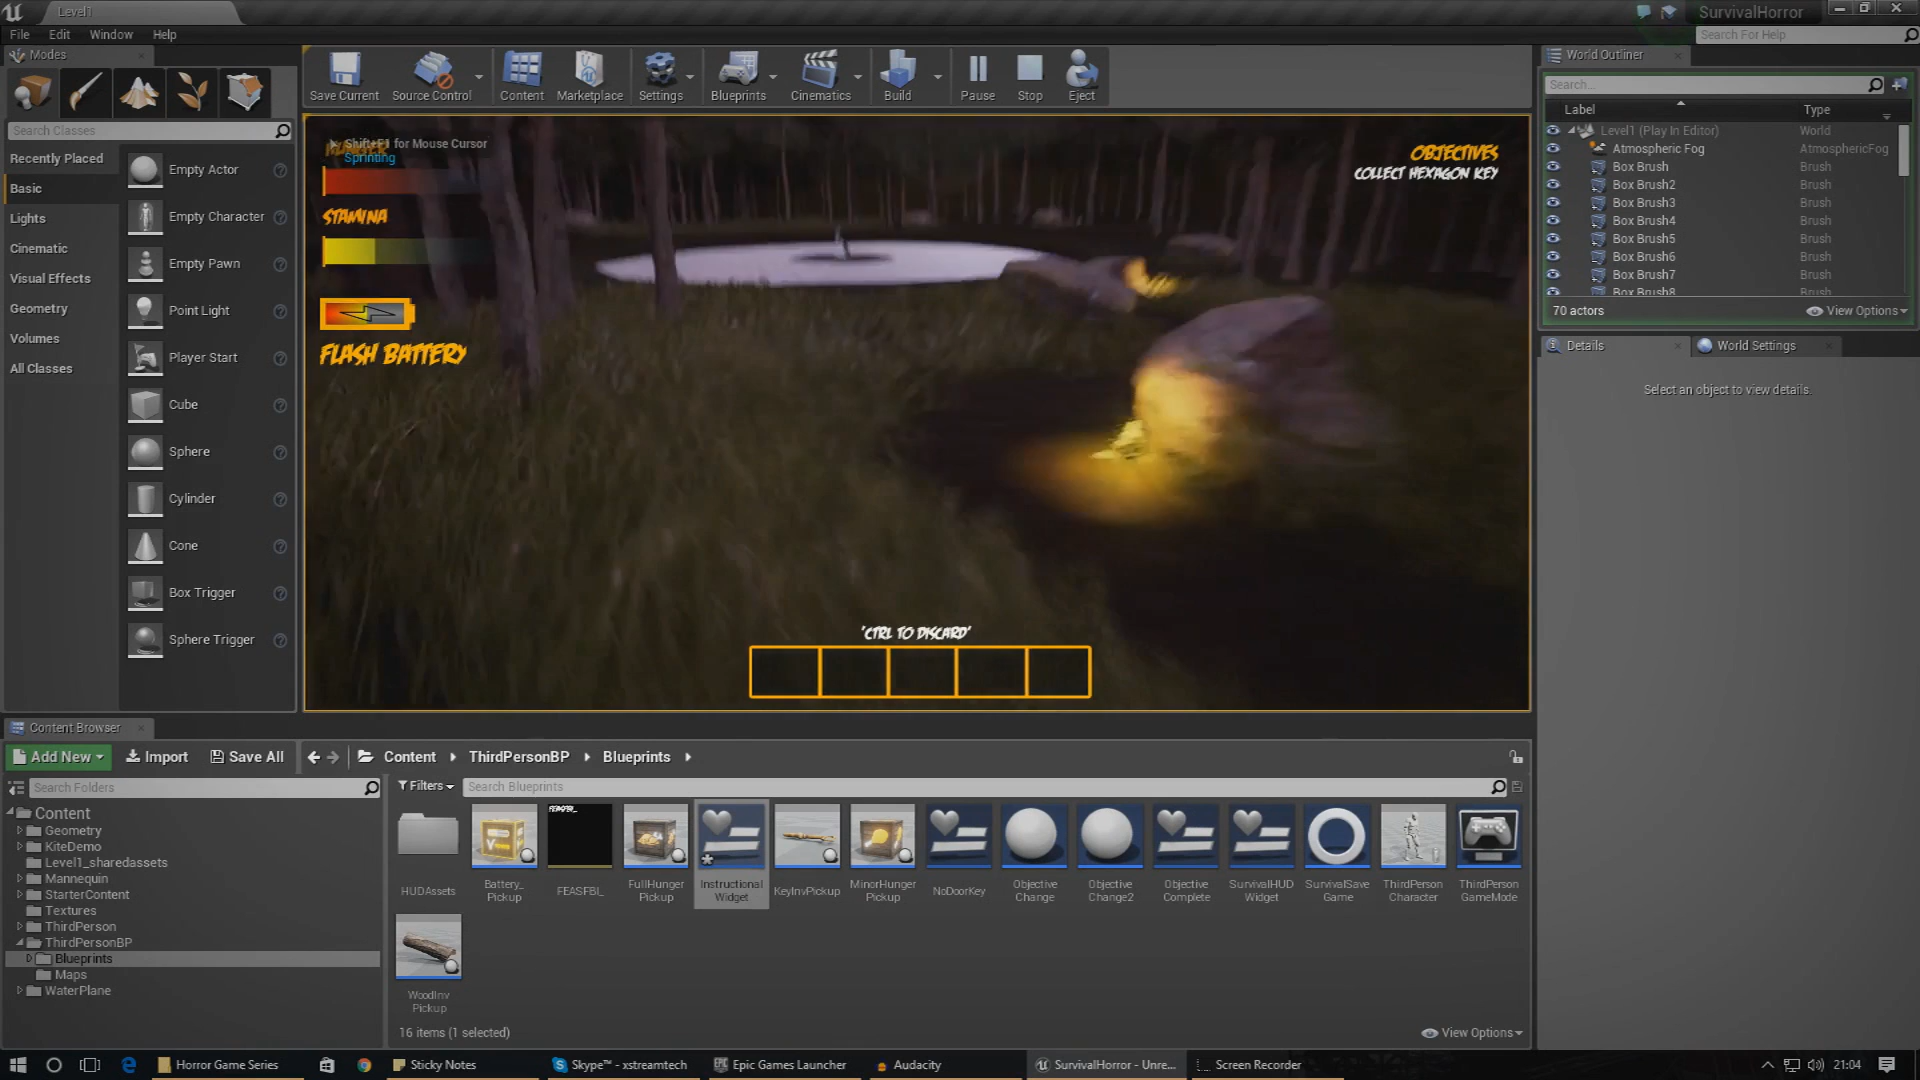 Level1
SurvivalHorror
File Edit Window Help
Search For Help
Modes
Search Classes
Recently Placed
Basic
Lights
Cinematic
Visual Effects
Geometry
Volumes
All Classes
Empty Actor
Empty Character
Empty Pawn
Point Light
Player Start
Cube
Sphere
Cylinder
Cone
Box Trigger
Sphere Trigger
Save Current
Source Control
Content
Marketplace
Settings
Blueprints
Cinematics
Build
Pause
Stop
Eject
Shift+F1 for Mouse Cursor
Sprinting
STAMINA
FLASH BATTERY
OBJECTIVES
COLLECT HEXAGON KEY
'CTRL TO DISCARD'
World Outliner
Search...
Label Type
Level1 (Play In Editor) World
Atmospheric Fog AtmosphericFog
Box Brush Brush
Box Brush2 Brush
Box Brush3 Brush
Box Brush4 Brush
Box Brush5 Brush
Box Brush6 Brush
Box Brush7 Brush
Box Brush8 Brush
70 actors View Options
Details World Settings
Select an object to view details.
Content Browser
Add New Import Save All Content ThirdPersonBP Blueprints
Search Folders
Filters Search Blueprints
Content
Geometry
KiteDemo
Level1_sharedassets
Mannequin
StarterContent
Textures
ThirdPerson
ThirdPersonBP
Blueprints
Maps
WaterPlane
HUDAssets
Battery_
Pickup
FEASFBI_
FullHunger
Pickup
Instructional
Widget
KeyInvPickup
MinorHunger
Pickup
NoDoorKey
Objective
Change
Objective
Change2
Objective
Complete
SurvivalHUD
Widget
SurvivalSave
Game
ThirdPerson
Character
ThirdPerson
GameMode
WoodInv
Pickup
16 items (1 selected) View Options
Horror Game Series
Sticky Notes
Skype™ - xstreamtech
Epic Games Launcher
Audacity
SurvivalHorror - Unre...
Screen Recorder
21:04